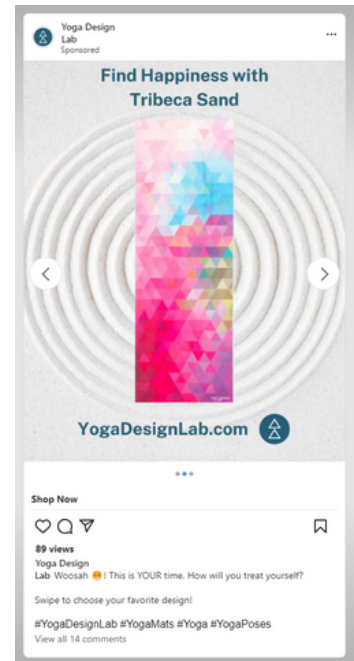 Yoga Design
Lab
Sponsored
Find Happiness with
Tribeca Sand
YogaDesignLab.com
Shop Now
89 views
Yoga Design
Lab Woosah 😁! This is YOUR time. How will you treat yourself?
Swipe to choose your favorite design!
#YogaDesignLab #YogaMats #Yoga #YogaPoses
View all 14 comments